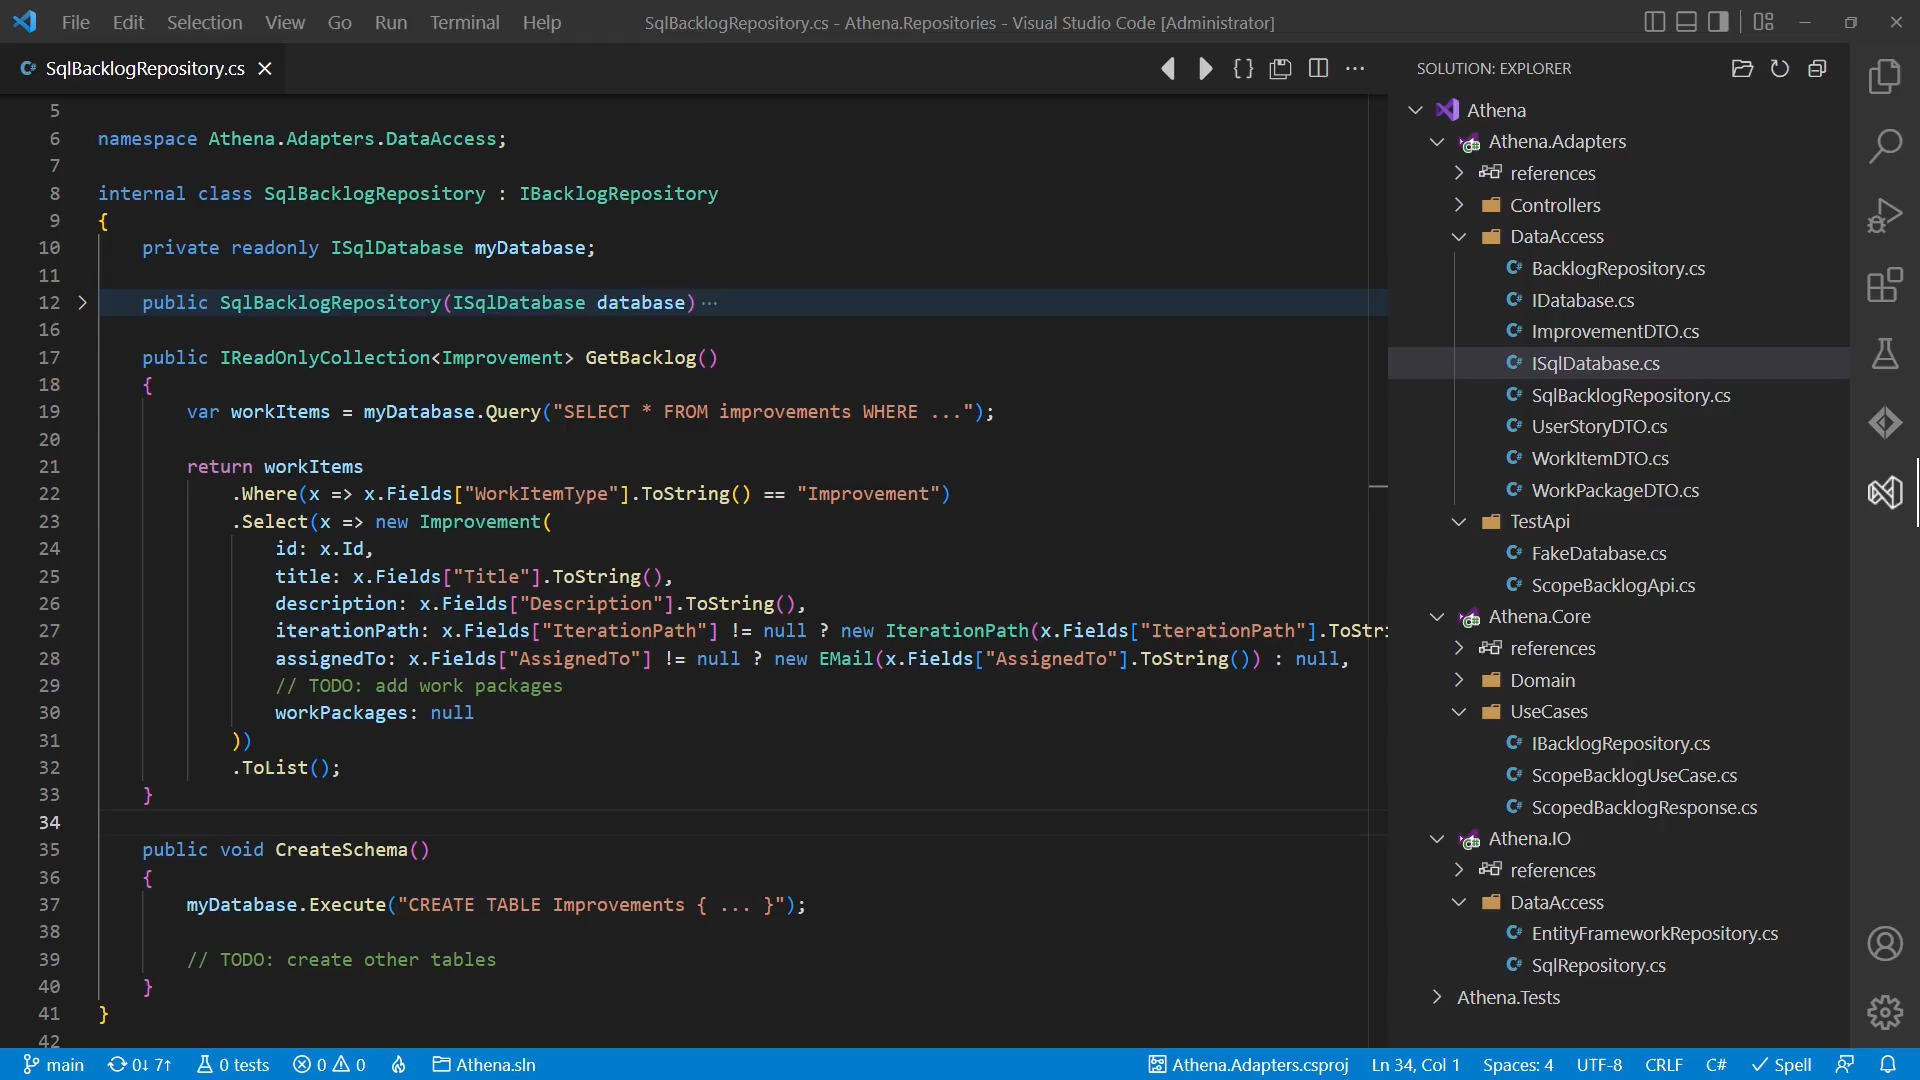 File Edit Selection View Go Run Terminal Help
SqlBacklogRepository.cs - Athena.Repositories - Visual Studio Code [Administrator]
C# SqlBacklogRepository.cs
5
6 namespace Athena.Adapters.DataAccess;
7
8 internal class SqlBacklogRepository : IBacklogRepository
9 {
10 private readonly ISqlDatabase myDatabase;
11
12 public SqlBacklogRepository(ISqlDatabase database) ...
16
17 public IReadOnlyCollection<Improvement> GetBacklog()
18 {
19 var workItems = myDatabase.Query("SELECT * FROM improvements WHERE ...");
20
21 return workItems
22 .Where(x => x.Fields["WorkItemType"].ToString() == "Improvement")
23 .Select(x => new Improvement(
24 id: x.Id,
25 title: x.Fields["Title"].ToString(),
26 description: x.Fields["Description"].ToString(),
27 iterationPath: x.Fields["IterationPath"] != null ? new IterationPath(x.Fields["IterationPath"].ToStri
28 assignedTo: x.Fields["AssignedTo"] != null ? new EMail(x.Fields["AssignedTo"].ToString()) : null,
29 // TODO: add work packages
30 workPackages: null
31 ))
32 .ToList();
33 }
34
35 public void CreateSchema()
36 {
37 myDatabase.Execute("CREATE TABLE Improvements { ... }");
38
39 // TODO: create other tables
40 }
41 }
42
SOLUTION: EXPLORER
Athena
Athena.Adapters
references
Controllers
DataAccess
C# BacklogRepository.cs
C# IDatabase.cs
C# ImprovementDTO.cs
C# ISqlDatabase.cs
C# SqlBacklogRepository.cs
C# UserStoryDTO.cs
C# WorkItemDTO.cs
C# WorkPackageDTO.cs
TestApi
C# FakeDatabase.cs
C# ScopeBacklogApi.cs
Athena.Core
references
Domain
UseCases
C# IBacklogRepository.cs
C# ScopeBacklogUseCase.cs
C# ScopedBacklogResponse.cs
Athena.IO
references
DataAccess
C# EntityFrameworkRepository.cs
C# SqlRepository.cs
Athena.Tests
main 0↓ 7↑ 0 tests 0 0 Athena.sln Athena.Adapters.csproj Ln 34, Col 1 Spaces: 4 UTF-8 CRLF C# Spell